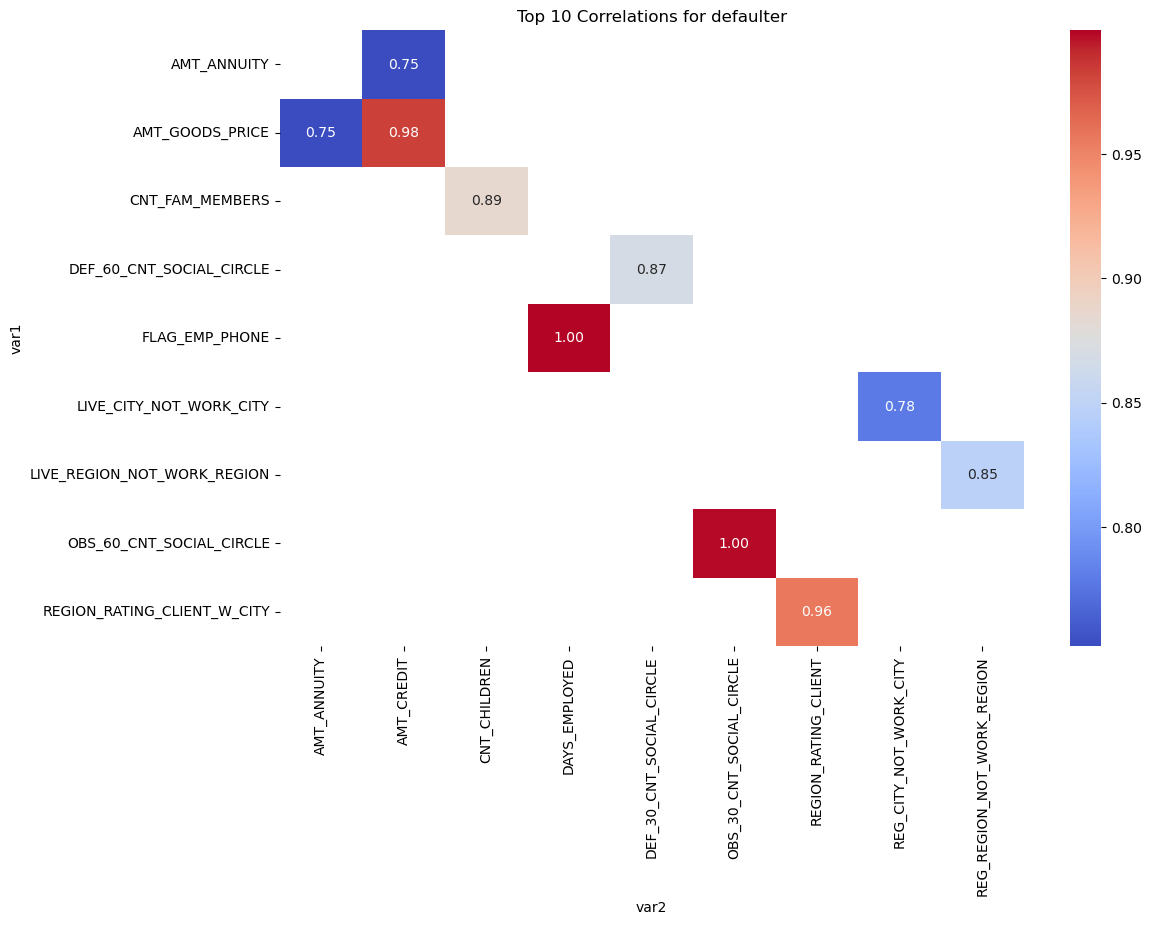 Top 10 Correlations for defaulter
AMT_ANNUITY
0.75
AMT_GOODS_PRICE
0.75 0.98
CNT_FAM_MEMBERS
0.89
DEF_60_CNT_SOCIAL_CIRCLE
0.87
FLAG_EMP_PHONE
1.00
LIVE_CITY_NOT_WORK_CITY
0.78
LIVE_REGION_NOT_WORK_REGION
0.85
OBS_60_CNT_SOCIAL_CIRCLE
1.00
REGION_RATING_CLIENT_W_CITY
0.96
var1
AMT_ANNUITY
AMT_CREDIT
CNT_CHILDREN
DAYS_EMPLOYED
DEF_30_CNT_SOCIAL_CIRCLE
OBS_30_CNT_SOCIAL_CIRCLE
REGION_RATING_CLIENT
REG_CITY_NOT_WORK_CITY
REG_REGION_NOT_WORK_REGION
var2
0.95
0.90
0.85
0.80